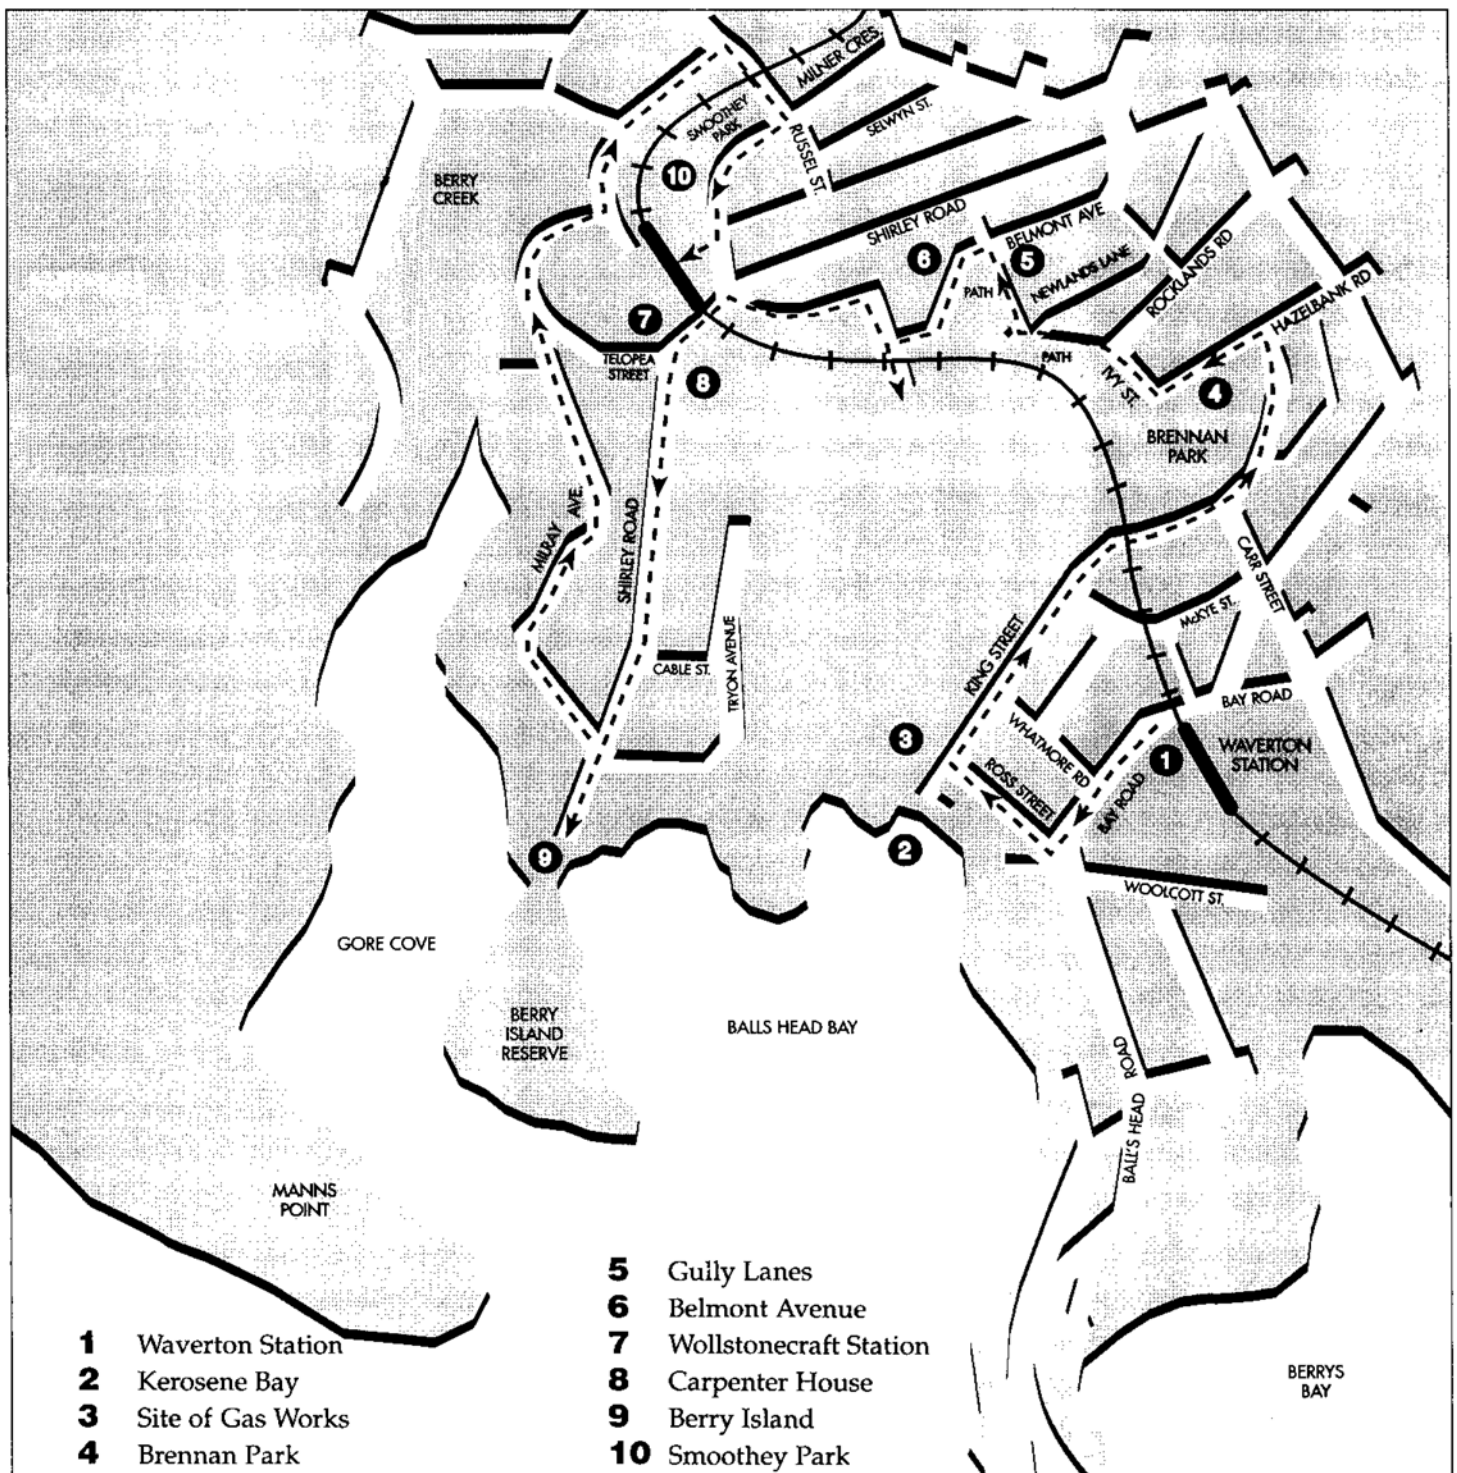 MILNER CRES.
SMOOTHEY
PARK
SELWYN ST.
RUSSEL ST.
10
BERRY
CREEK
SHIRLEY ROAD
BELMONT AVE
6
5
NEWLANDS LANE
ROCKLANDS RD
PATH
HAZELBANK RD
7
TELOPEA
STREET
8
PATH
IVY ST.
4
BRENNAN
PARK
MILRAY AVE.
SHIRLEY ROAD
CARR STREET
McKYE ST.
KING STREET
CABLE ST.
TRYON AVENUE
BAY ROAD
3
WHATMORE RD
1
WAVERTON
STATION
ROSS STREET
BAY ROAD
2
9
WOOLCOTT ST.
GORE COVE
BERRY
ISLAND
RESERVE
BALLS HEAD BAY
BALL'S HEAD ROAD
MANNS
POINT
BERRYS
BAY
1 Waverton Station
2 Kerosene Bay
3 Site of Gas Works
4 Brennan Park
5 Gully Lanes
6 Belmont Avenue
7 Wollstonecraft Station
8 Carpenter House
9 Berry Island
10 Smoothey Park